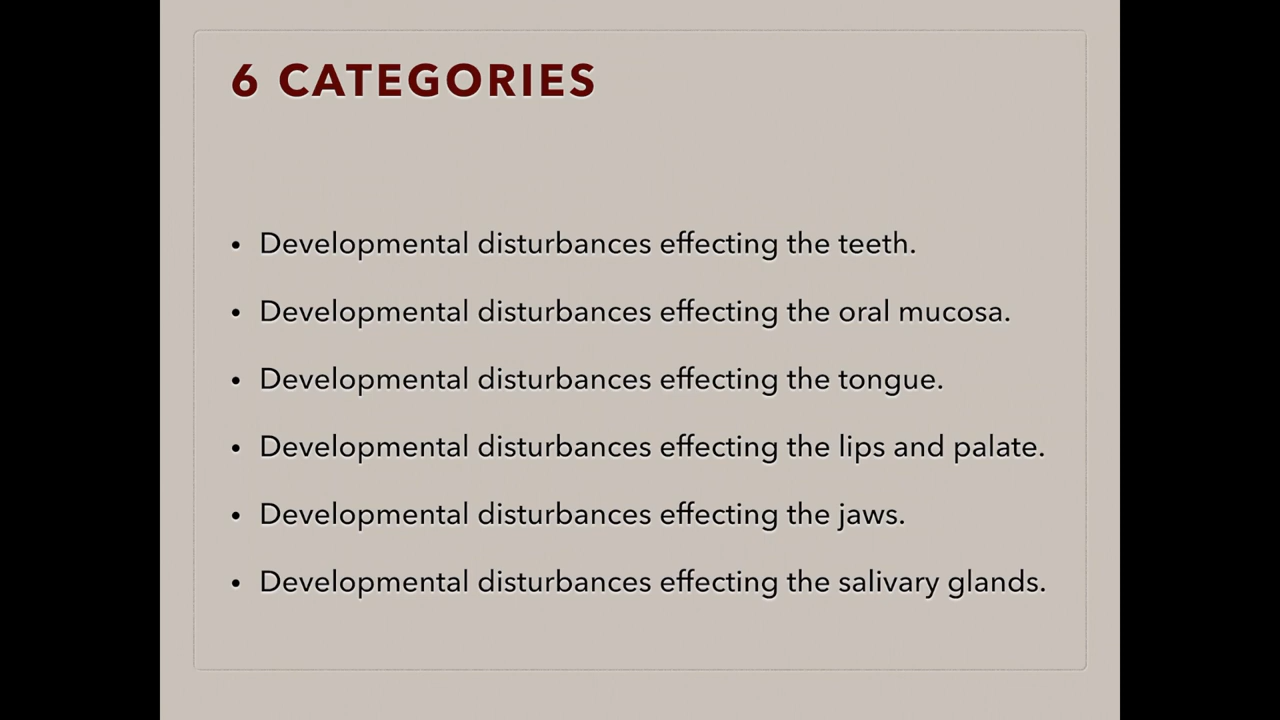 6 CATEGORIES
• Developmental disturbances effecting the teeth.
• Developmental disturbances effecting the oral mucosa.
• Developmental disturbances effecting the tongue.
• Developmental disturbances effecting the lips and palate.
• Developmental disturbances effecting the jaws.
• Developmental disturbances effecting the salivary glands.